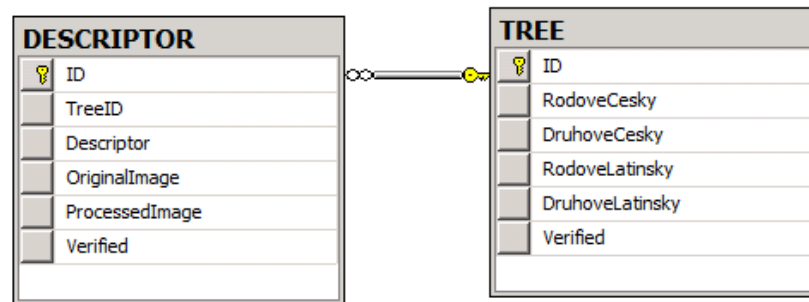 DESCRIPTOR
ID
TreeID
Descriptor
OriginalImage
ProcessedImage
Verified
TREE
ID
RodoveCesky
DruhoveCesky
RodoveLatinsky
DruhoveLatinsky
Verified